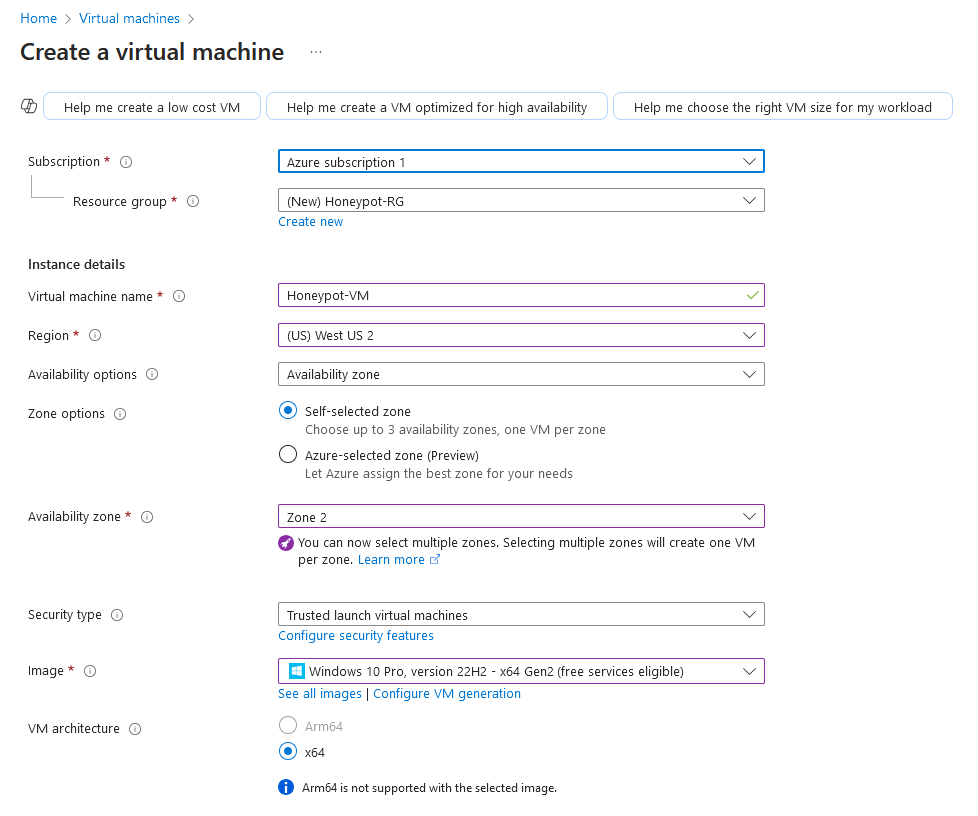 Home > Virtual machines >
Create a virtual machine ...
Help me create a low cost VM Help me create a VM optimized for high availability Help me choose the right VM size for my workload
Subscription * Azure subscription 1
Resource group * (New) Honeypot-RG
Create new
Instance details
Virtual machine name * Honeypot-VM
Region * (US) West US 2
Availability options Availability zone
Zone options Self-selected zone
Choose up to 3 availability zones, one VM per zone
Azure-selected zone (Preview)
Let Azure assign the best zone for your needs
Availability zone * Zone 2
You can now select multiple zones. Selecting multiple zones will create one VM
per zone. Learn more
Security type Trusted launch virtual machines
Configure security features
Image * Windows 10 Pro, version 22H2 - x64 Gen2 (free services eligible)
See all images | Configure VM generation
VM architecture Arm64
x64
Arm64 is not supported with the selected image.